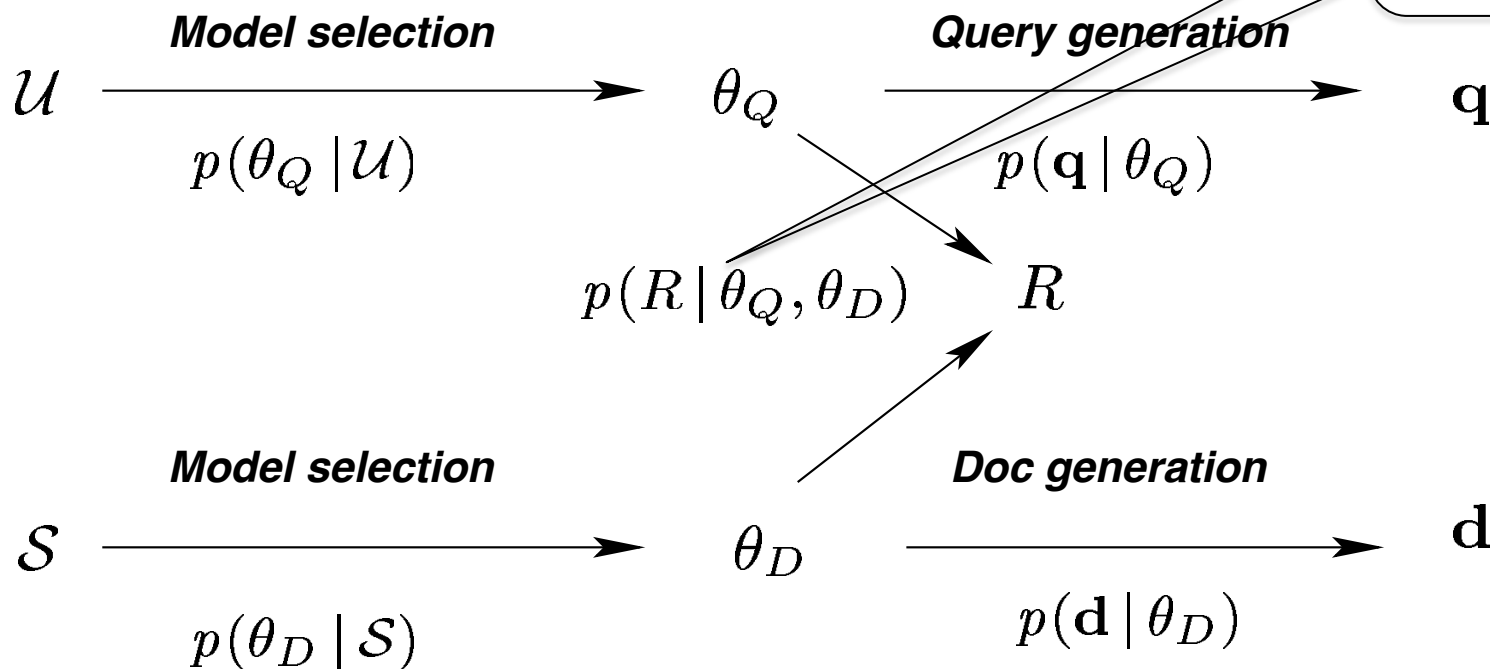 Model selection Query generation
𝒰 θ_Q 𝐪
p(θ_Q | 𝒰) p(𝐪 | θ_Q)
p(R | θ_Q, θ_D) R
Model selection Doc generation
𝒮 θ_D 𝐝
p(θ_D | 𝒮) p(𝐝 | θ_D)